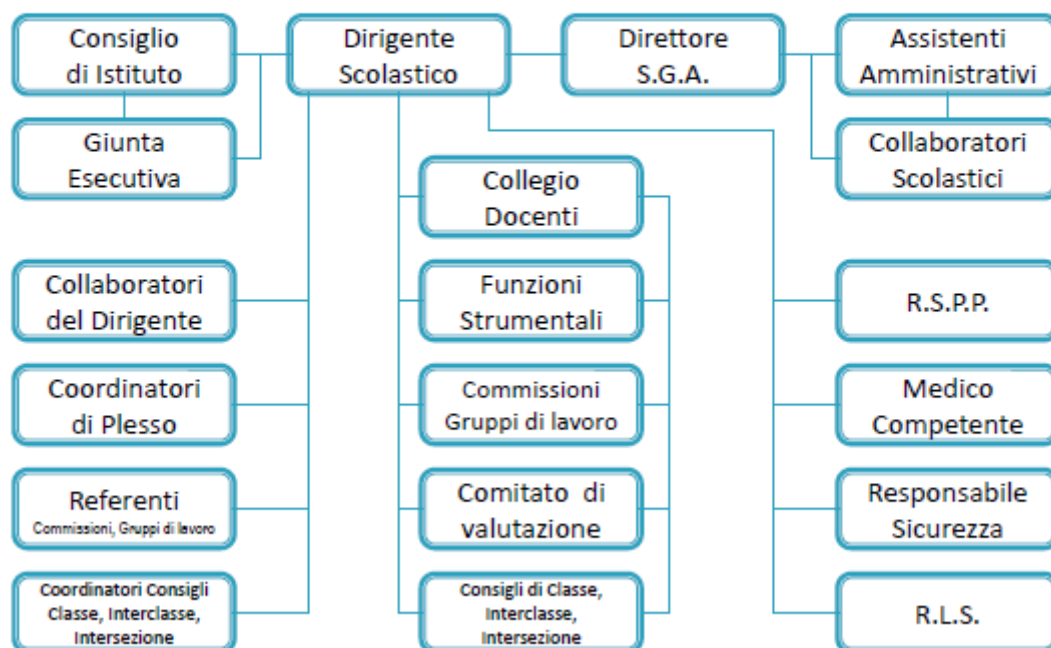 Consiglio
di Istituto
Dirigente
Scolastico
Direttore
S.G.A.
Assistenti
Amministrativi
Giunta
Esecutiva
Collaboratori
Scolastici
Collegio
Docenti
Collaboratori
del Dirigente
Funzioni
Strumentali
R.S.P.P.
Coordinatori
di Plesso
Commissioni
Gruppi di lavoro
Medico
Competente
Referenti
Commissioni, Gruppi di lavoro
Comitato di
valutazione
Responsabile
Sicurezza
Coordinatori Consigli
Classe, Interclasse,
Intersezione
Consigli di Classe,
Interclasse,
Intersezione
R.L.S.